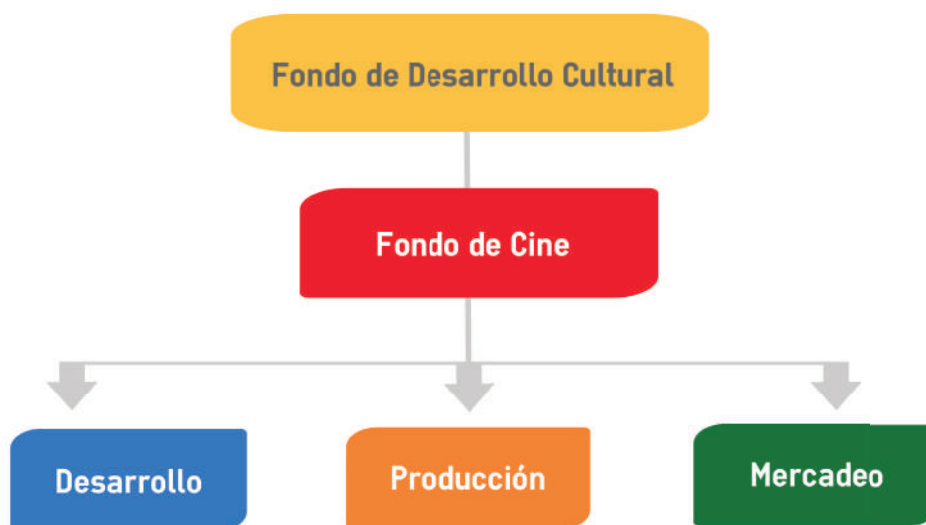 Fondo de Desarrollo Cultural
Fondo de Cine
Desarrollo
Producción
Mercadeo